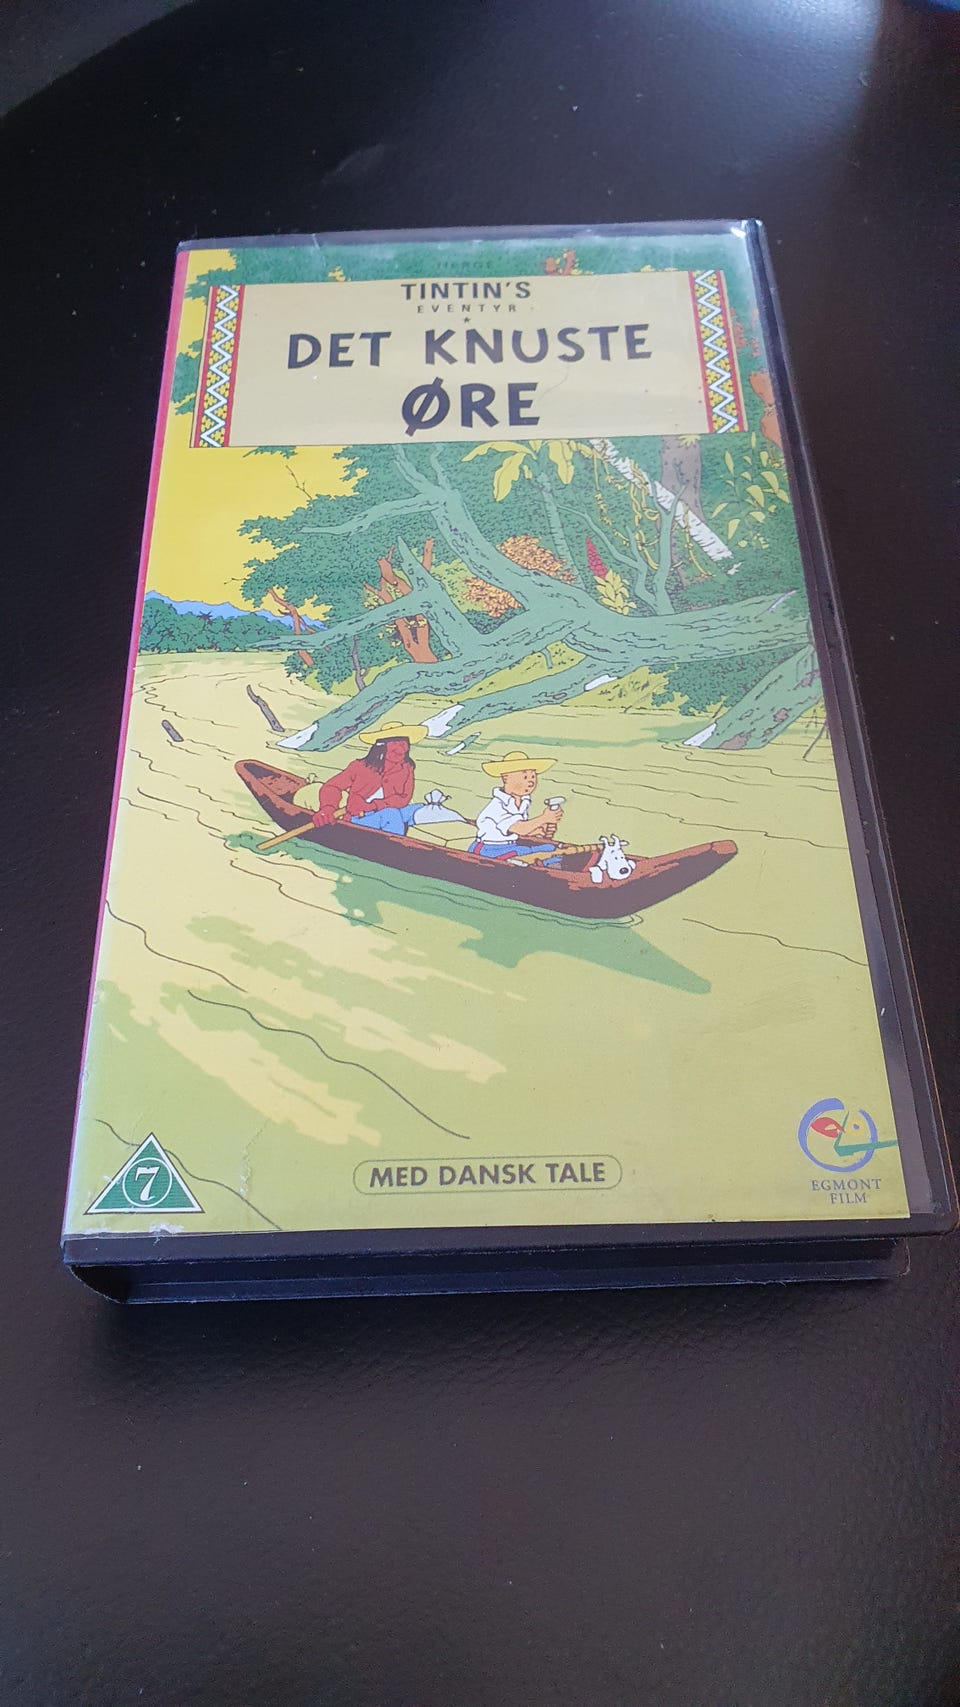 HERGÉ
TINTIN'S
EVENTYR
DET KNUSTE
ØRE
7
MED DANSK TALE
EGMONT
FILM